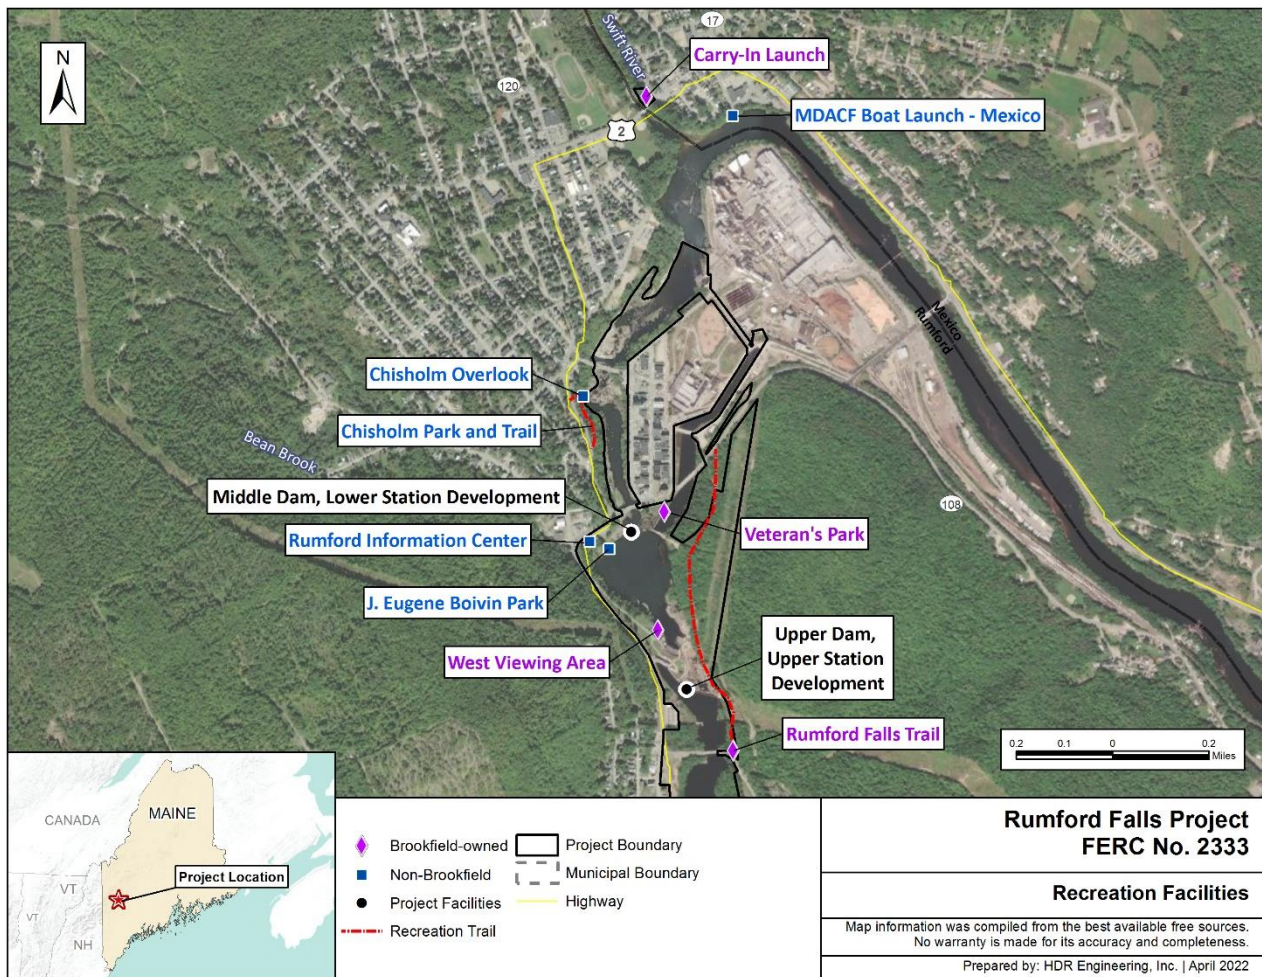 N
Swift River
17
Carry-In Launch
120
2
MDACF Boat Launch - Mexico
Mexico
Rumford
Chisholm Overlook
Chisholm Park and Trail
Bean Brook
Middle Dam, Lower Station Development
108
Rumford Information Center
Veteran's Park
J. Eugene Boivin Park
West Viewing Area
Upper Dam,
Upper Station
Development
Rumford Falls Trail
0.2 0.1 0 0.2
Miles
CANADA
MAINE
Project Location
VT
VT
NH
Brookfield-owned
Non-Brookfield
Project Facilities
Recreation Trail
Project Boundary
Municipal Boundary
Highway
Rumford Falls Project
FERC No. 2333
Recreation Facilities
Map information was compiled from the best available free sources.
No warranty is made for its accuracy and completeness.
Prepared by: HDR Engineering, Inc. | April 2022